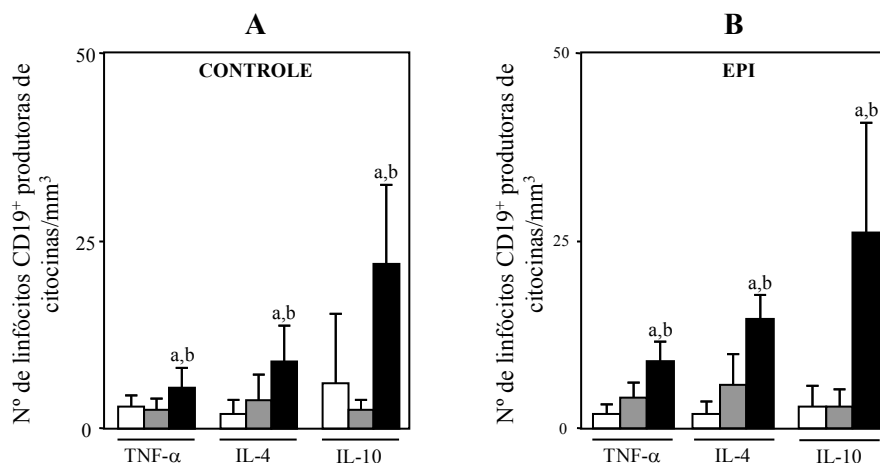 A
Nº de linfócitos CD19⁺ produtoras de
citocinas/mm³
50
25
0
CONTROLE
a,b
a,b
a,b
TNF-α
IL-4
IL-10
B
Nº de linfócitos CD19⁺ produtoras de
citocinas/mm³
50
25
0
EPI
a,b
a,b
a,b
TNF-α
IL-4
IL-10